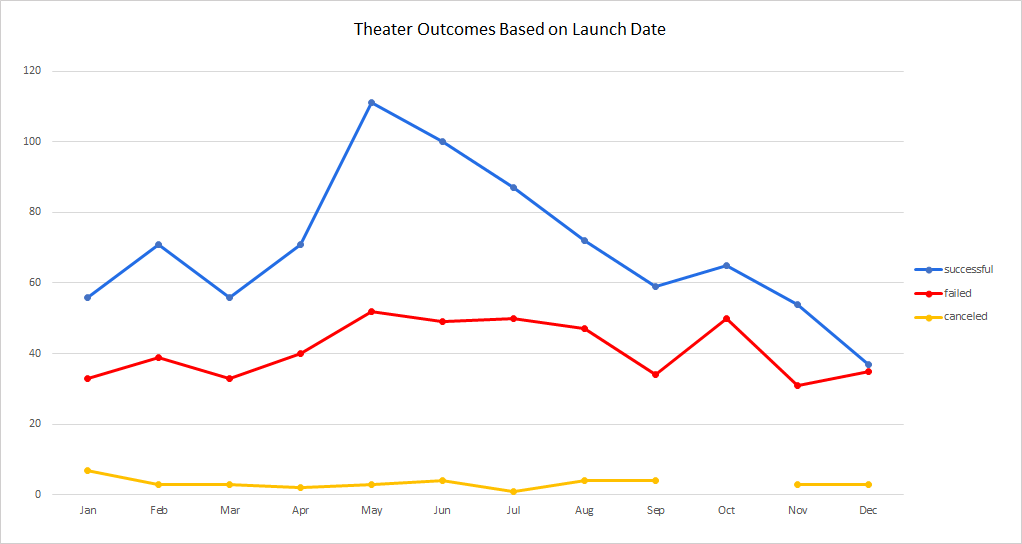 Theater Outcomes Based on Launch Date
120
100
80
60
40
20
0
Jan Feb Mar Apr May Jun Jul Aug Sep Oct Nov Dec
successful
failed
canceled